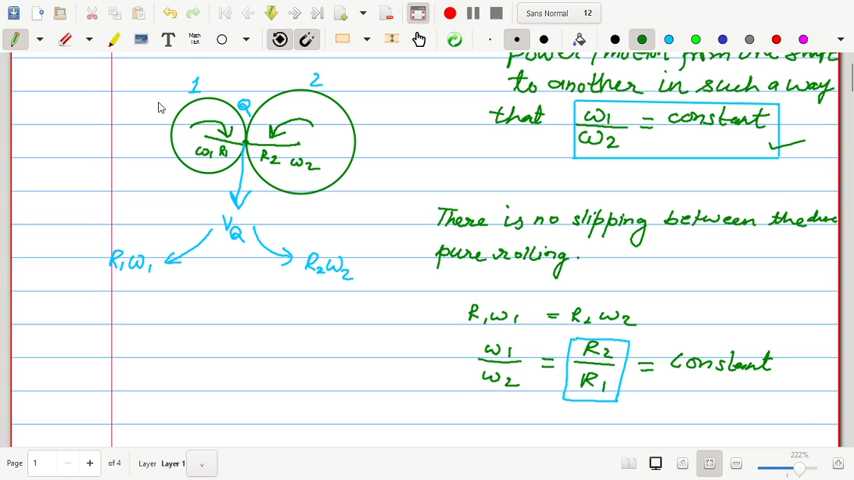 Sans Normal
12
T
Math
TEX
power / motion from one shaft
to another in such a way
that ω1/ω2 = constant
1
2
Q
ω1 R1
R2 ω2
VQ
R1ω1
R2ω2
There is no slipping between the
pure rolling.
R1ω1 = R2ω2
ω1/ω2 = R2/R1 = constant
Page
1
of 4
Layer
Layer 1
222%